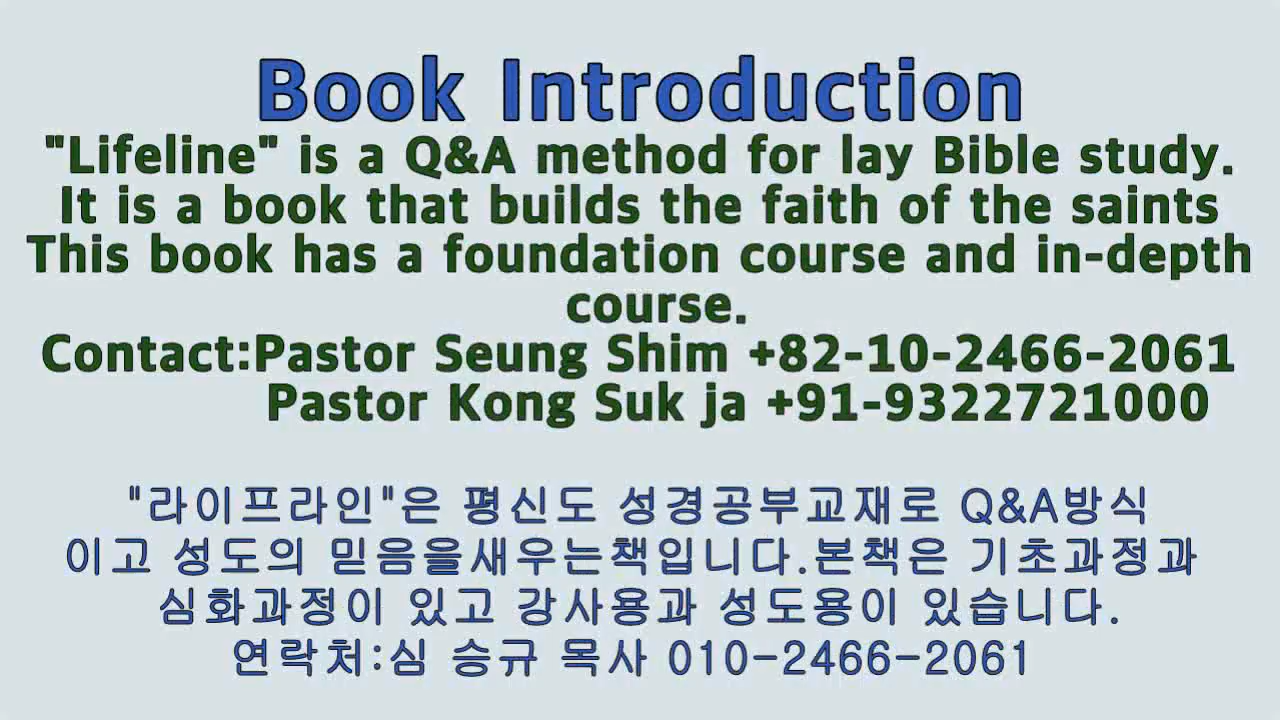 Book Introduction
"Lifeline" is a Q&A method for lay Bible study.
It is a book that builds the faith of the saints
This book has a foundation course and in-depth
course.
Contact:Pastor Seung Shim +82-10-2466-2061
Pastor Kong Suk ja +91-9322721000
"라이프라인"은 평신도 성경공부교재로 Q&A방식
이고 성도의 믿음을새우는책입니다.본책은 기초과정과
심화과정이 있고 강사용과 성도용이 있습니다.
연락처:심 승규 목사 010-2466-2061